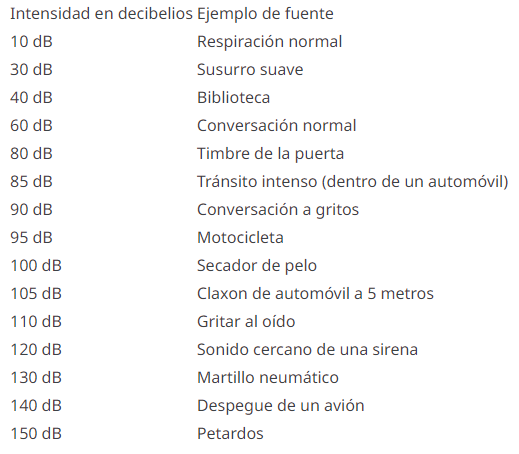 Intensidad en decibelios Ejemplo de fuente
10 dB Respiración normal
30 dB Susurro suave
40 dB Biblioteca
60 dB Conversación normal
80 dB Timbre de la puerta
85 dB Tránsito intenso (dentro de un automóvil)
90 dB Conversación a gritos
95 dB Motocicleta
100 dB Secador de pelo
105 dB Claxon de automóvil a 5 metros
110 dB Gritar al oído
120 dB Sonido cercano de una sirena
130 dB Martillo neumático
140 dB Despegue de un avión
150 dB Petardos